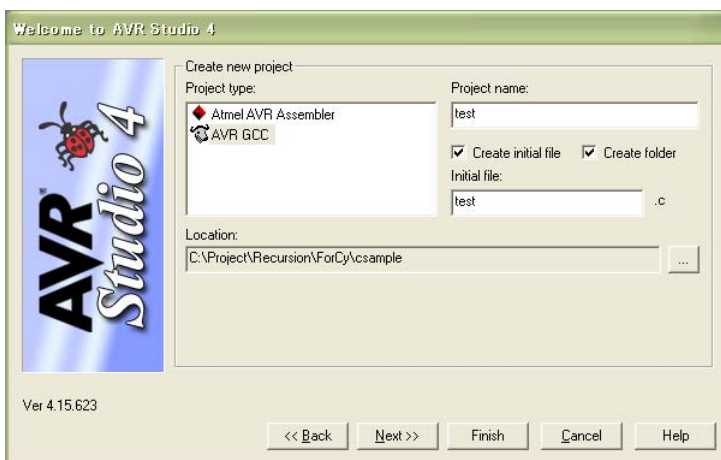 Welcome to AVR Studio 4
Create new project
Project type:
Project name:
Atmel AVR Assembler
AVR GCC
test
Create initial file
Create folder
Initial file:
test
.c
Location:
C:\Project\Recursion\ForCy\csample
...
AVR®
Studio 4
Ver 4.15.623
<< Back
Next >>
Finish
Cancel
Help